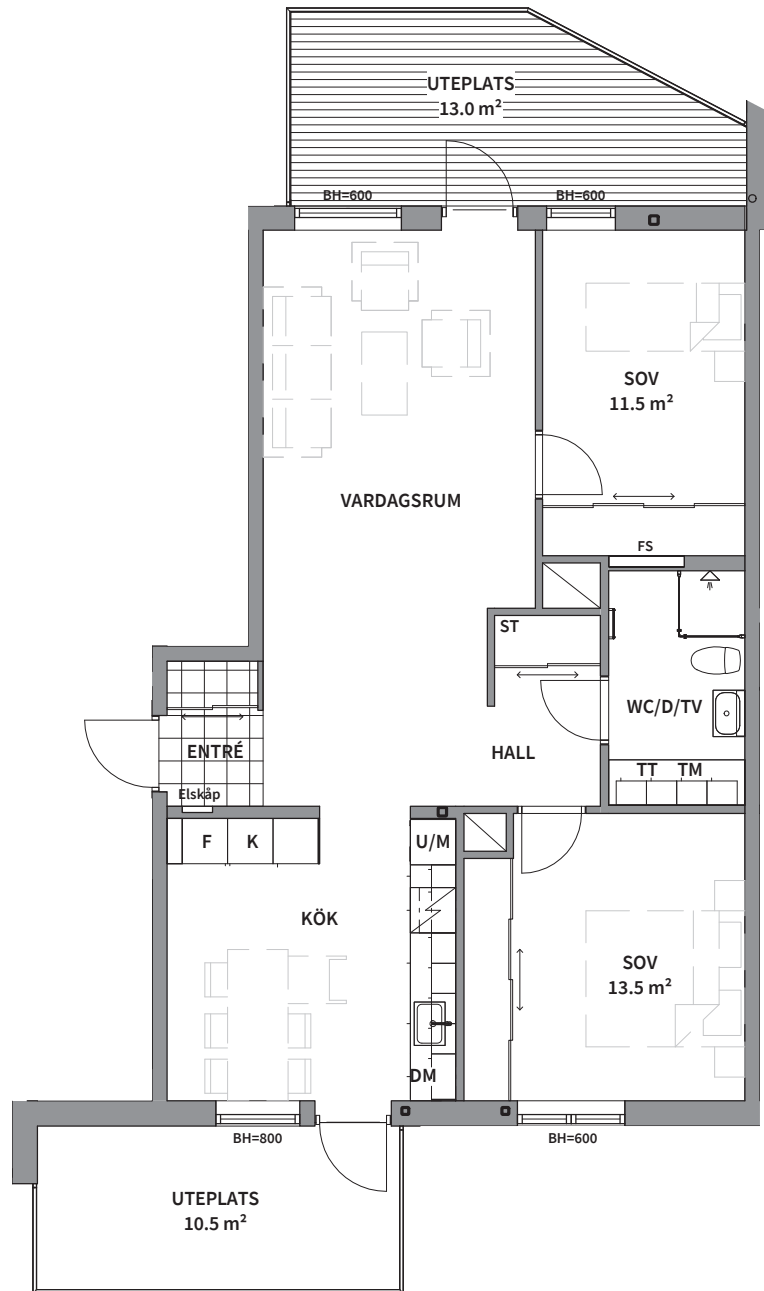 UTEPLATS
13.0 m²
BH=600
BH=600
SOV
11.5 m²
VARDAGSRUM
FS
ST
WC/D/TV
ENTRÉ
HALL
TT TM
Elskåp
F K
U/M
KÖK
SOV
13.5 m²
DM
BH=800
BH=600
UTEPLATS
10.5 m²